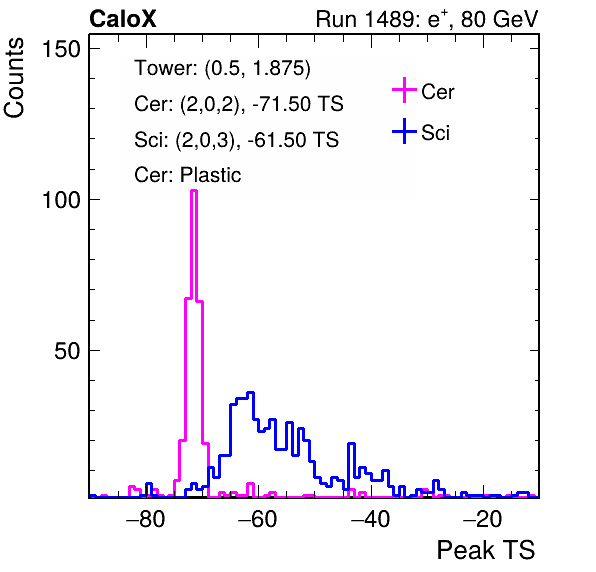 CaloX Run 1489: e⁺, 80 GeV
Counts
150
100
50
Tower: (0.5, 1.875)
Cer: (2,0,2), -71.50 TS
Sci: (2,0,3), -61.50 TS
Cer: Plastic
Cer
Sci
−80 −60 −40 −20
Peak TS